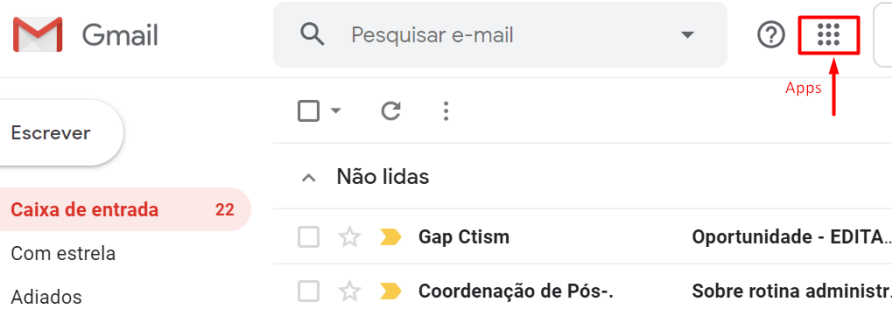 Gmail
Pesquisar e-mail
Apps
Escrever
Não lidas
Caixa de entrada 22
Gap Ctism Oportunidade - EDITA..
Com estrela
Coordenação de Pós-. Sobre rotina administr.
Adiados